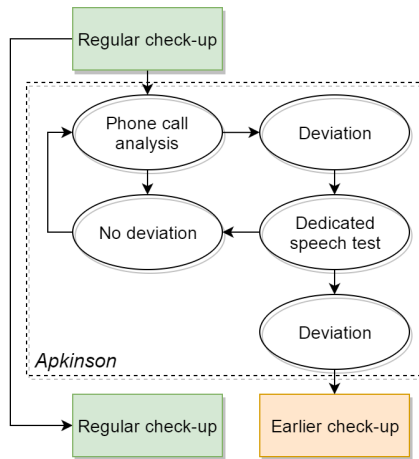 Regular check-up
Phone call
analysis
Deviation
No deviation
Dedicated
speech test
Deviation
Apkinson
Regular check-up
Earlier check-up